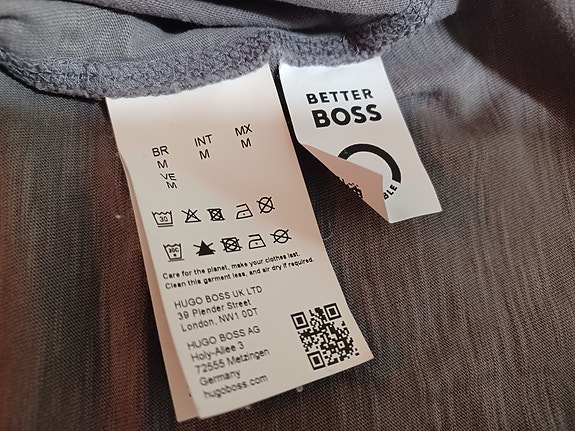 BR
M
INT
M
MX
M
VE
M
30
30C
Care for the planet, make your clothes last.
Clean this garment less, and air dry if required.
HUGO BOSS UK LTD
39 Plender Street
London, NW1 0DT
HUGO BOSS AG
Holy-Allee 3
72555 Metzingen
Germany
hugoboss.com
BETTER
BOSS